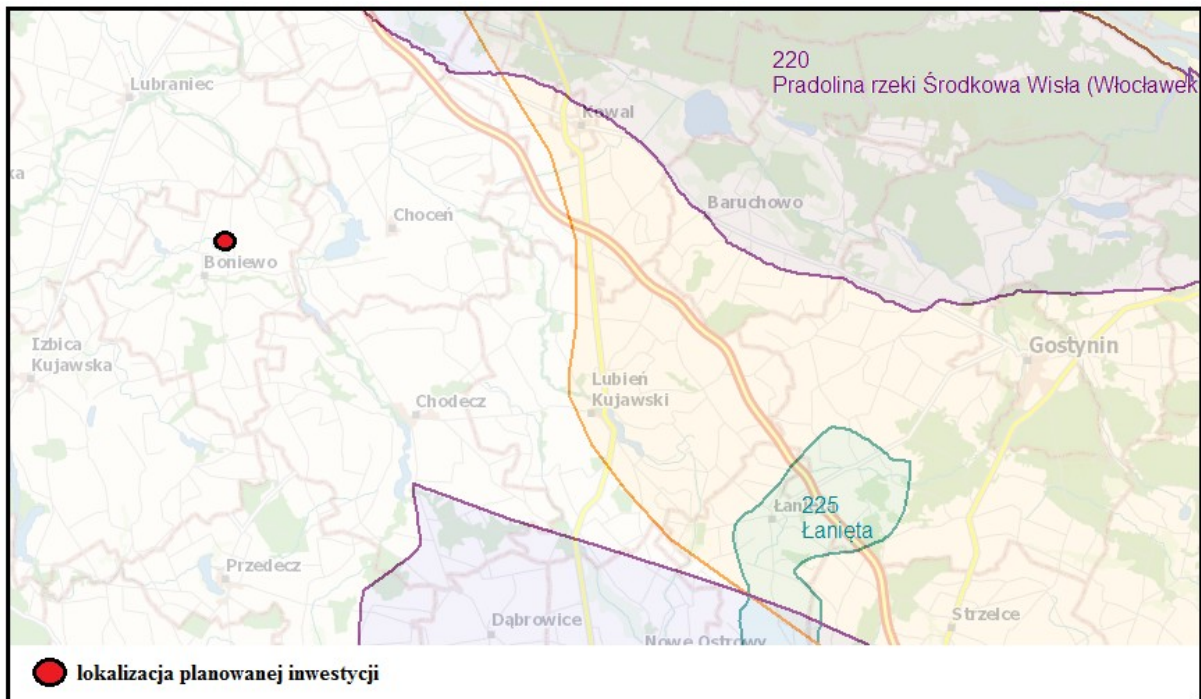 220
Pradolina rzeki Środkowa Wisła (Włocławek
Lubraniec
Kowal
ka
Choceń
Baruchowo
Boniewo
Izbica
Kujawska
Gostynin
Lubień
Kujawski
Chodecz
225
Łanięta
Przedecz
Dąbrowice
Nowe Ostrowy
Strzelce
lokalizacja planowanej inwestycji